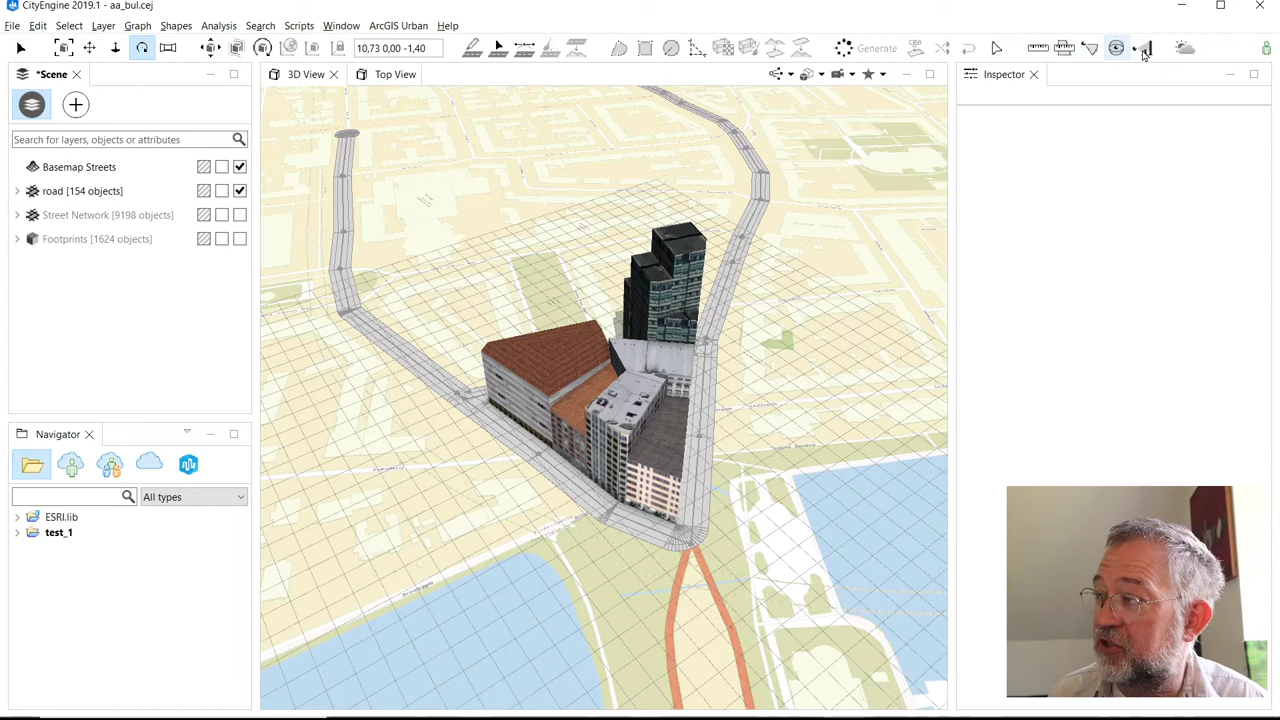 CityEngine 2019.1 - aa_bul.cej
File Edit Select Layer Graph Shapes Analysis Search Scripts Window ArcGIS Urban Help
10,73 0,00 -1,40
Generate
*Scene
3D View
Top View
Inspector
Search for layers, objects or attributes
Basemap Streets
road [154 objects]
Street Network [9198 objects]
Footprints [1624 objects]
Navigator
All types
ESRI.lib
test_1